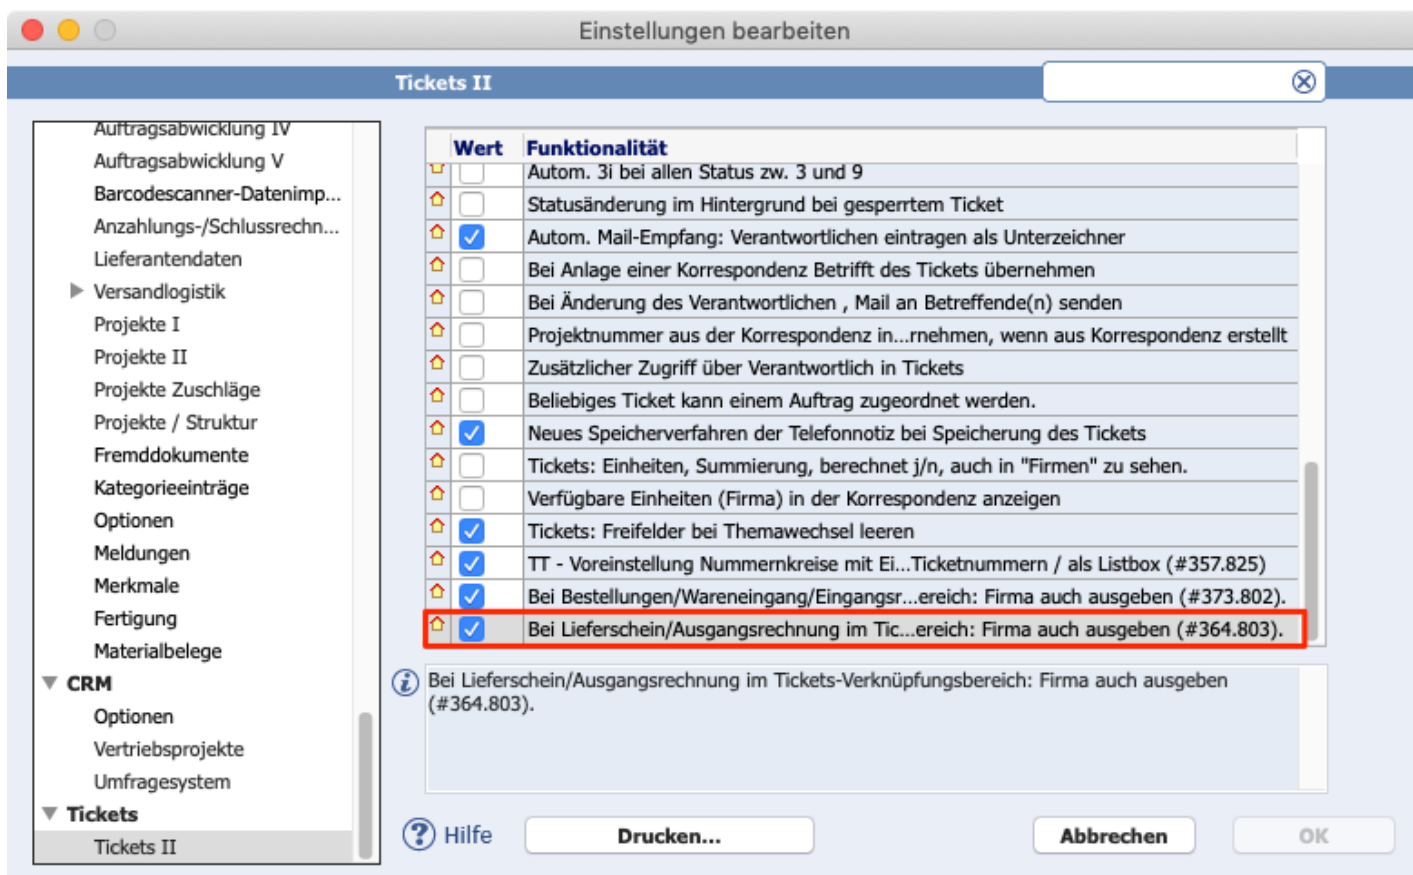 Einstellungen bearbeiten
Tickets II
Auftragsabwicklung IV
Auftragsabwicklung V
Barcodescanner-Datenimp...
Anzahlungs-/Schlussrechn...
Lieferantendaten
Versandlogistik
Projekte I
Projekte II
Projekte Zuschläge
Projekte / Struktur
Fremddokumente
Kategorieeinträge
Optionen
Meldungen
Merkmale
Fertigung
Materialbelege
CRM
Optionen
Vertriebsprojekte
Umfragesystem
Tickets
Tickets II
Wert Funktionalität
Autom. 3i bei allen Status zw. 3 und 9
Statusänderung im Hintergrund bei gesperrtem Ticket
Autom. Mail-Empfang: Verantwortlichen eintragen als Unterzeichner
Bei Anlage einer Korrespondenz Betrifft des Tickets übernehmen
Bei Änderung des Verantwortlichen , Mail an Betreffende(n) senden
Projektnummer aus der Korrespondenz in...rnehmen, wenn aus Korrespondenz erstellt
Zusätzlicher Zugriff über Verantwortlich in Tickets
Beliebiges Ticket kann einem Auftrag zugeordnet werden.
Neues Speicherverfahren der Telefonnotiz bei Speicherung des Tickets
Tickets: Einheiten, Summierung, berechnet j/n, auch in "Firmen" zu sehen.
Verfügbare Einheiten (Firma) in der Korrespondenz anzeigen
Tickets: Freifelder bei Themawechsel leeren
TT - Voreinstellung Nummernkreise mit Ei...Ticketnummern / als Listbox (#357.825)
Bei Bestellungen/Wareneingang/Eingangsr...ereich: Firma auch ausgeben (#373.802).
Bei Lieferschein/Ausgangsrechnung im Tic...ereich: Firma auch ausgeben (#364.803).
Bei Lieferschein/Ausgangsrechnung im Tickets-Verknüpfungsbereich: Firma auch ausgeben
(#364.803).
Hilfe
Drucken...
Abbrechen
OK